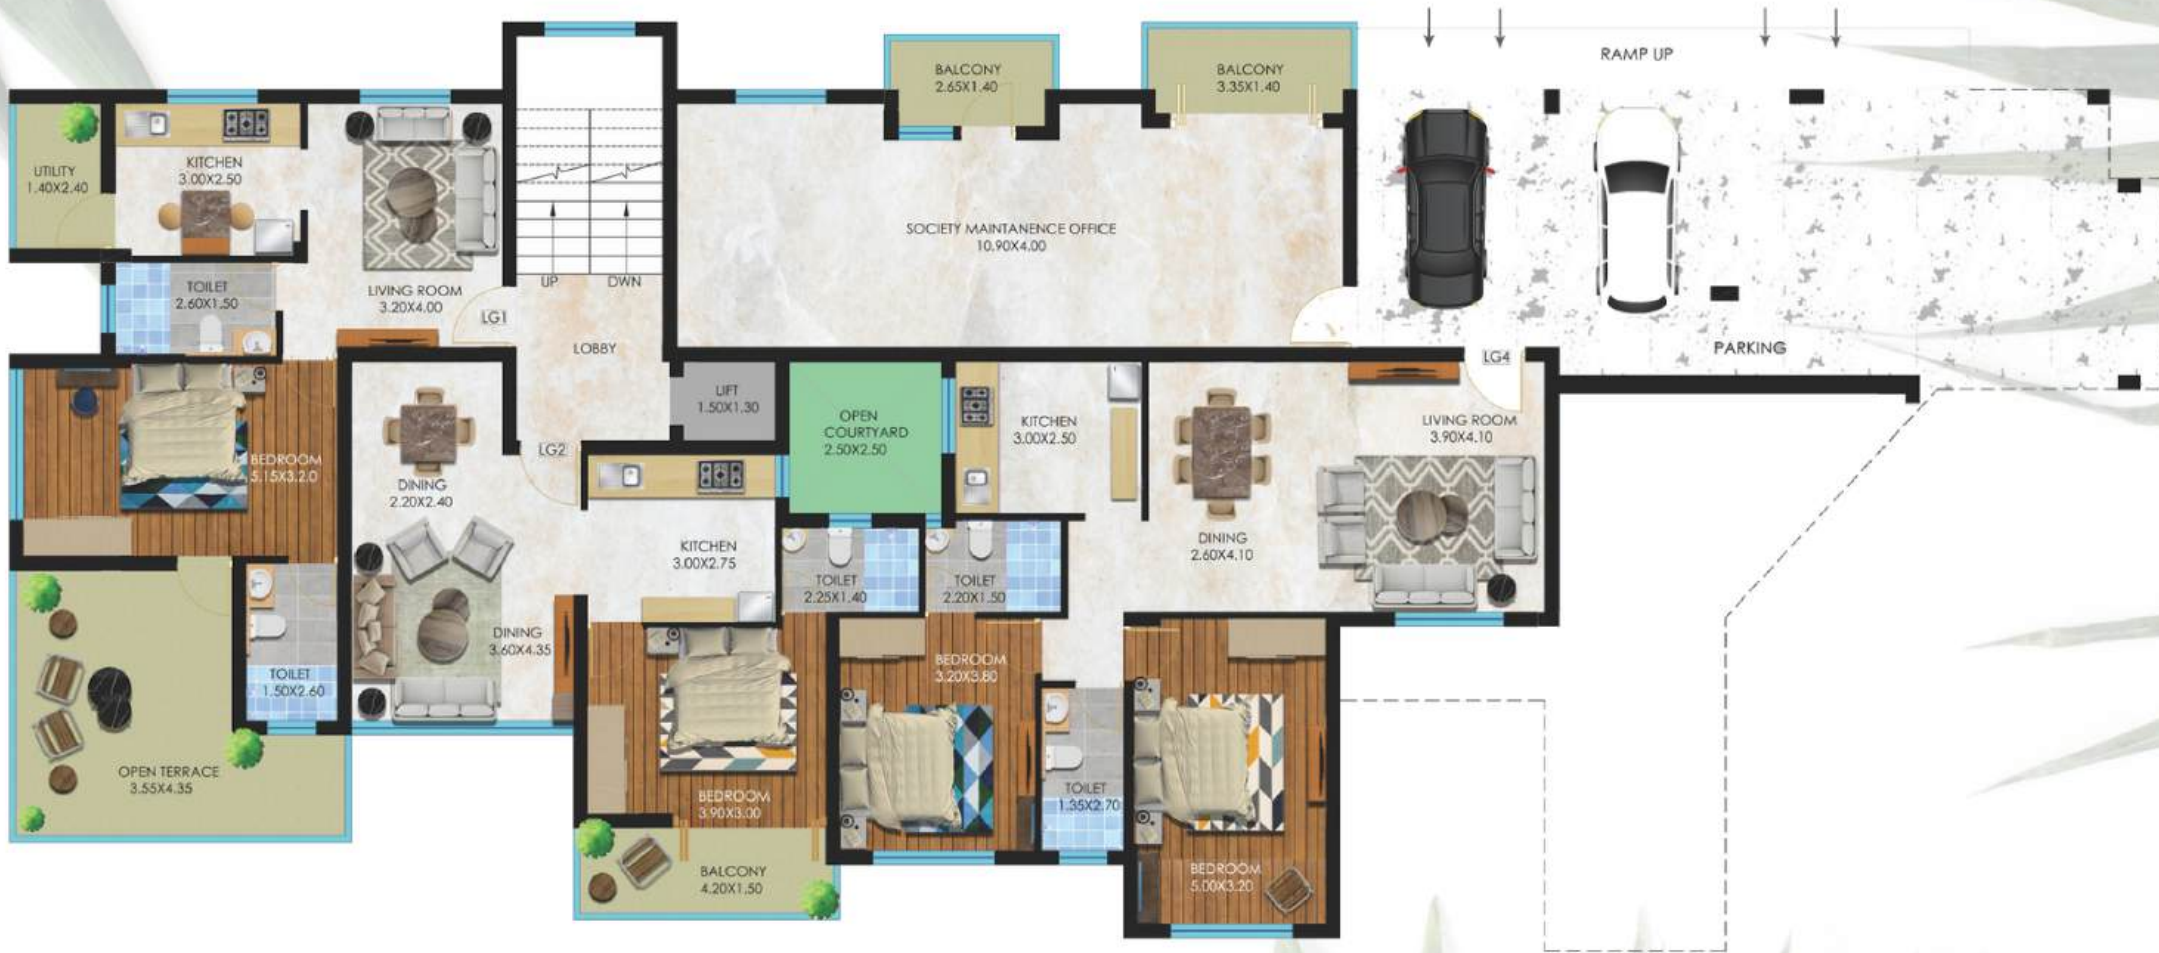 RAMP UP
BALCONY
2.65X1.40
BALCONY
3.35X1.40
KITCHEN
3.00X2.50
UTILITY
1.40X2.40
SOCIETY MAINTANENCE OFFICE
10.90X4.00
TOILET
2.60X1.50
LIVING ROOM
3.20X4.00
UP
DWN
LG1
LOBBY
PARKING
LG4
LIFT
1.50X1.30
OPEN
COURTYARD
2.50X2.50
KITCHEN
3.00X2.50
LIVING ROOM
3.90X4.10
BEDROOM
5.15X3.2.0
LG2
DINING
2.20X2.40
KITCHEN
3.00X2.75
DINING
2.60X4.10
TOILET
2.25X1.40
TOILET
2.20X1.50
DINING
3.60X4.35
TOILET
1.50X2.60
BEDROOM
3.20X3.80
OPEN TERRACE
3.55X4.35
BEDROOM
3.90X3.00
TOILET
1.35X2.70
BALCONY
4.20X1.50
BEDROOM
5.00X3.20